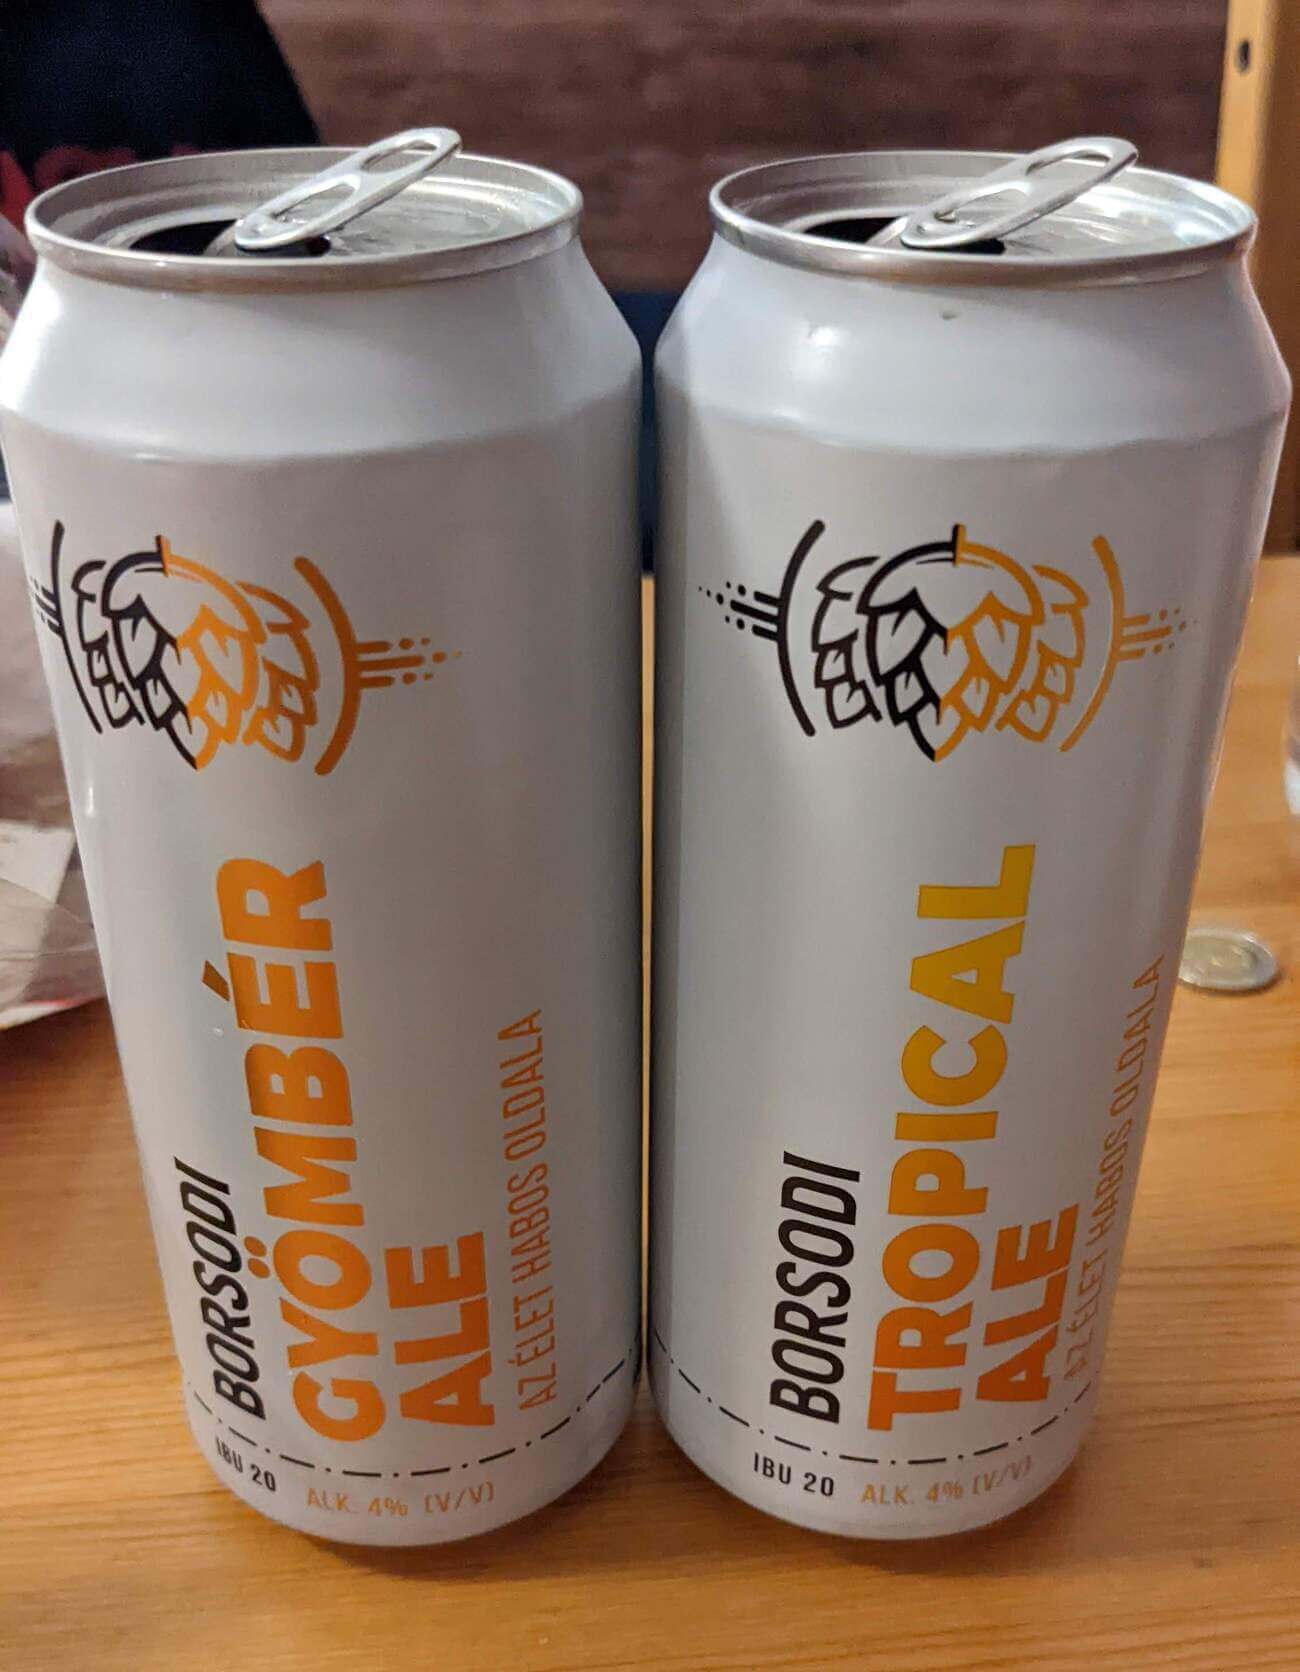 BORSODI
GYÖMBÉR
ALE
AZ ÉLET HABOS OLDALA
IBU 20
ALK. 4% (V/V)
BORSODI
TROPICAL
ALE
AZ ÉLET HABOS OLDALA
IBU 20
ALK. 4% (V/V)